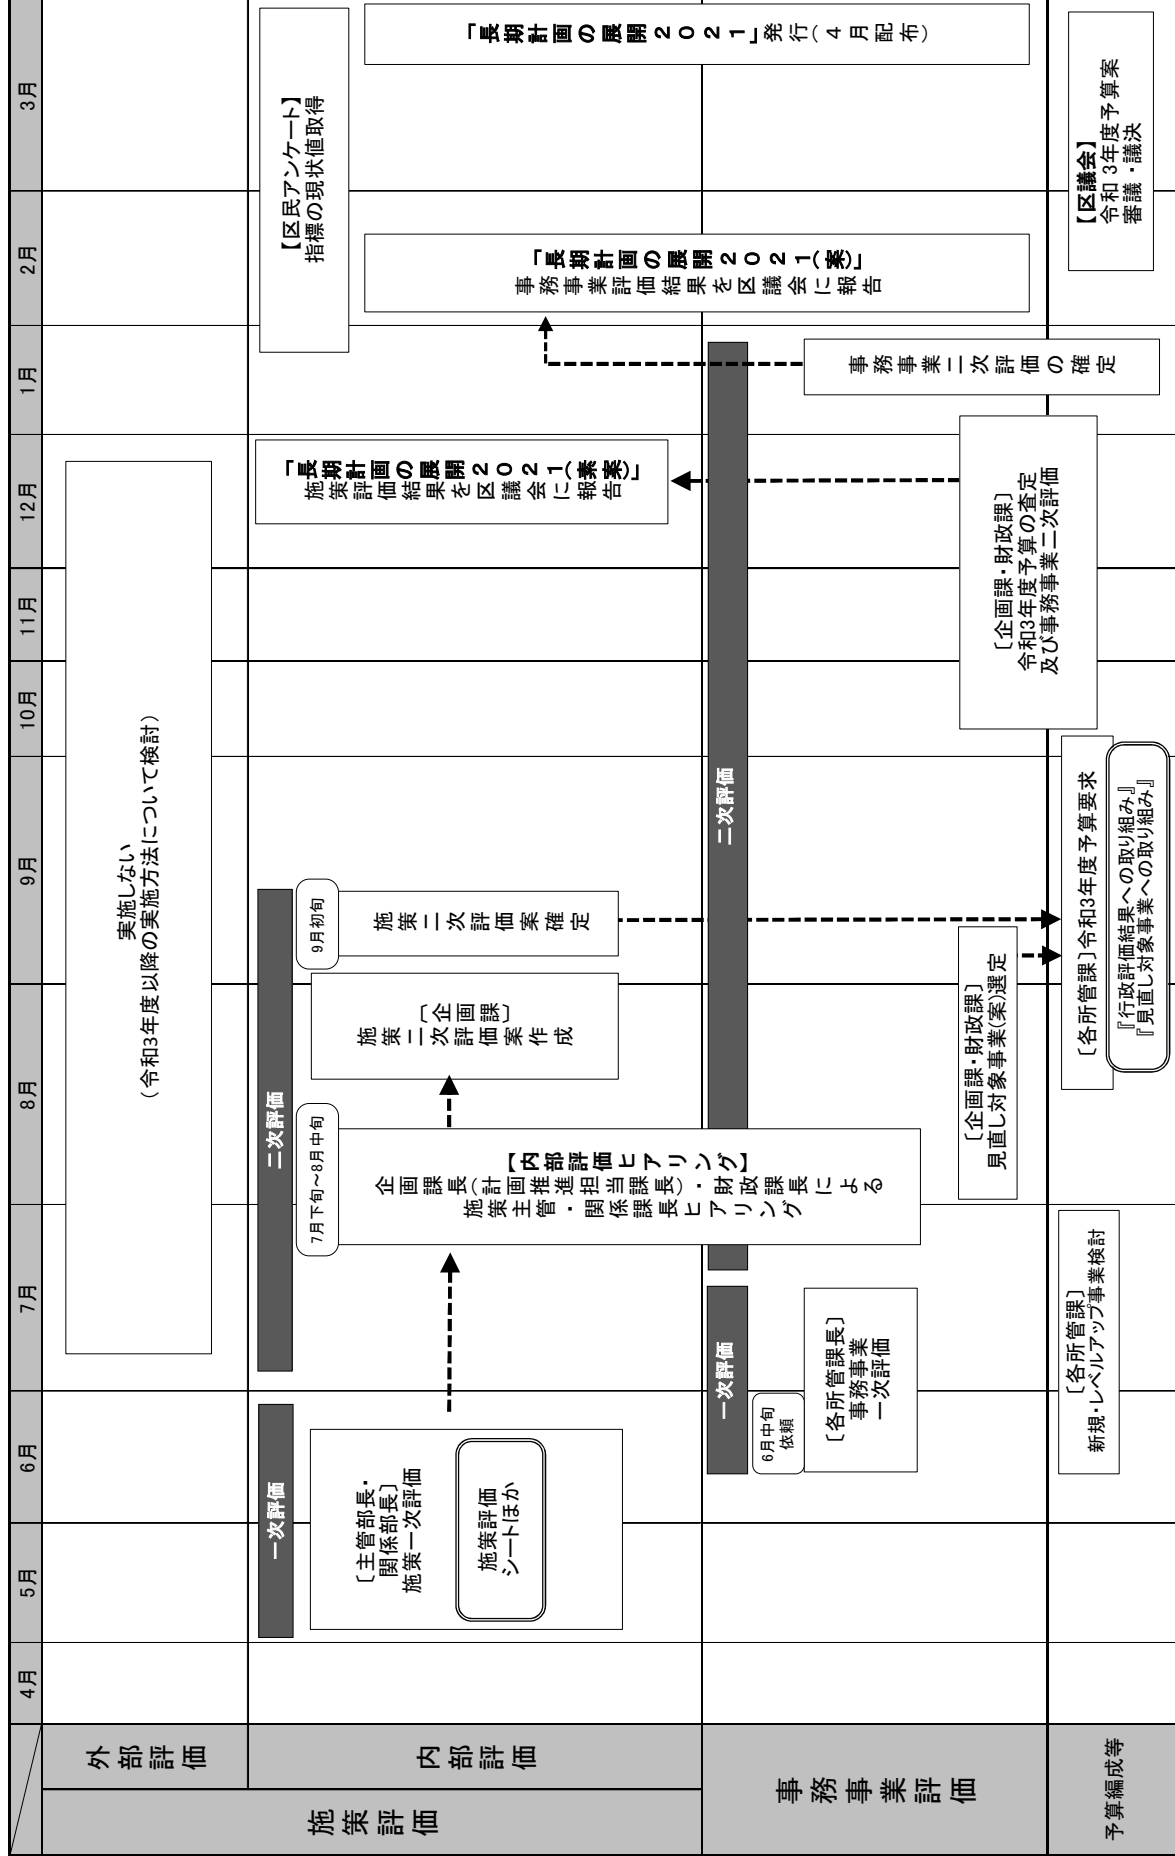 4月
5月
6月
7月
8月
9月
10月
11月
12月
1月
2月
3月
施策評価
外部評価
実施しない
（令和3年度以降の実施方法について検討）
内部評価
一次評価
〔主管部長・
関係部長〕
施策一次評価
施策評価
シートほか
二次評価
7月下旬～8月中旬
【内部評価ヒアリング】
企画課長(計画推進担当課長)・財政課長による
施策主管・関係課長ヒアリング
〔企画課〕
施策二次評価案作成
9月初旬
施策二次評価案確定
「長期計画の展開２０２１(素案)」
施策評価結果を区議会に報告
【区民アンケート】
指標の現状値取得
「長期計画の展開２０２１(案)」
事務事業評価結果を区議会に報告
「長期計画の展開２０２１」発行(４月配布)
事務事業評価
一次評価
6月中旬
依頼
〔各所管課長〕
事務事業
一次評価
二次評価
〔企画課・財政課〕
見直し対象事業(案)選定
〔企画課・財政課〕
令和3年度予算の査定
及び事務事業二次評価
事務事業二次評価の確定
予算編成等
〔各所管課〕
新規・レベルアップ事業検討
〔各所管課〕令和3年度予算要求
『行政評価結果への取り組み』
『見直し対象事業への取り組み』
【区議会】
令和 3年度予算案
審議・議決